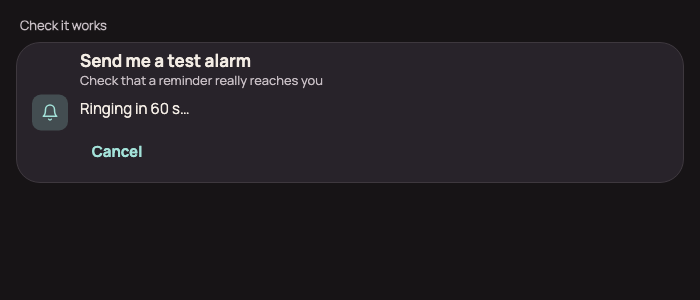 Check it works
Send me a test alarm
Check that a reminder really reaches you
Ringing in 60 s…
Cancel